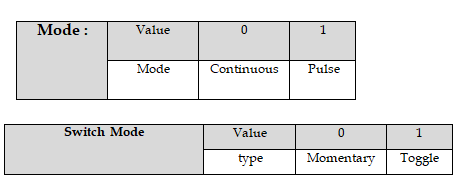 Mode : Value 0 1
Mode Continuous Pulse
Switch Mode Value 0 1
type Momentary Toggle